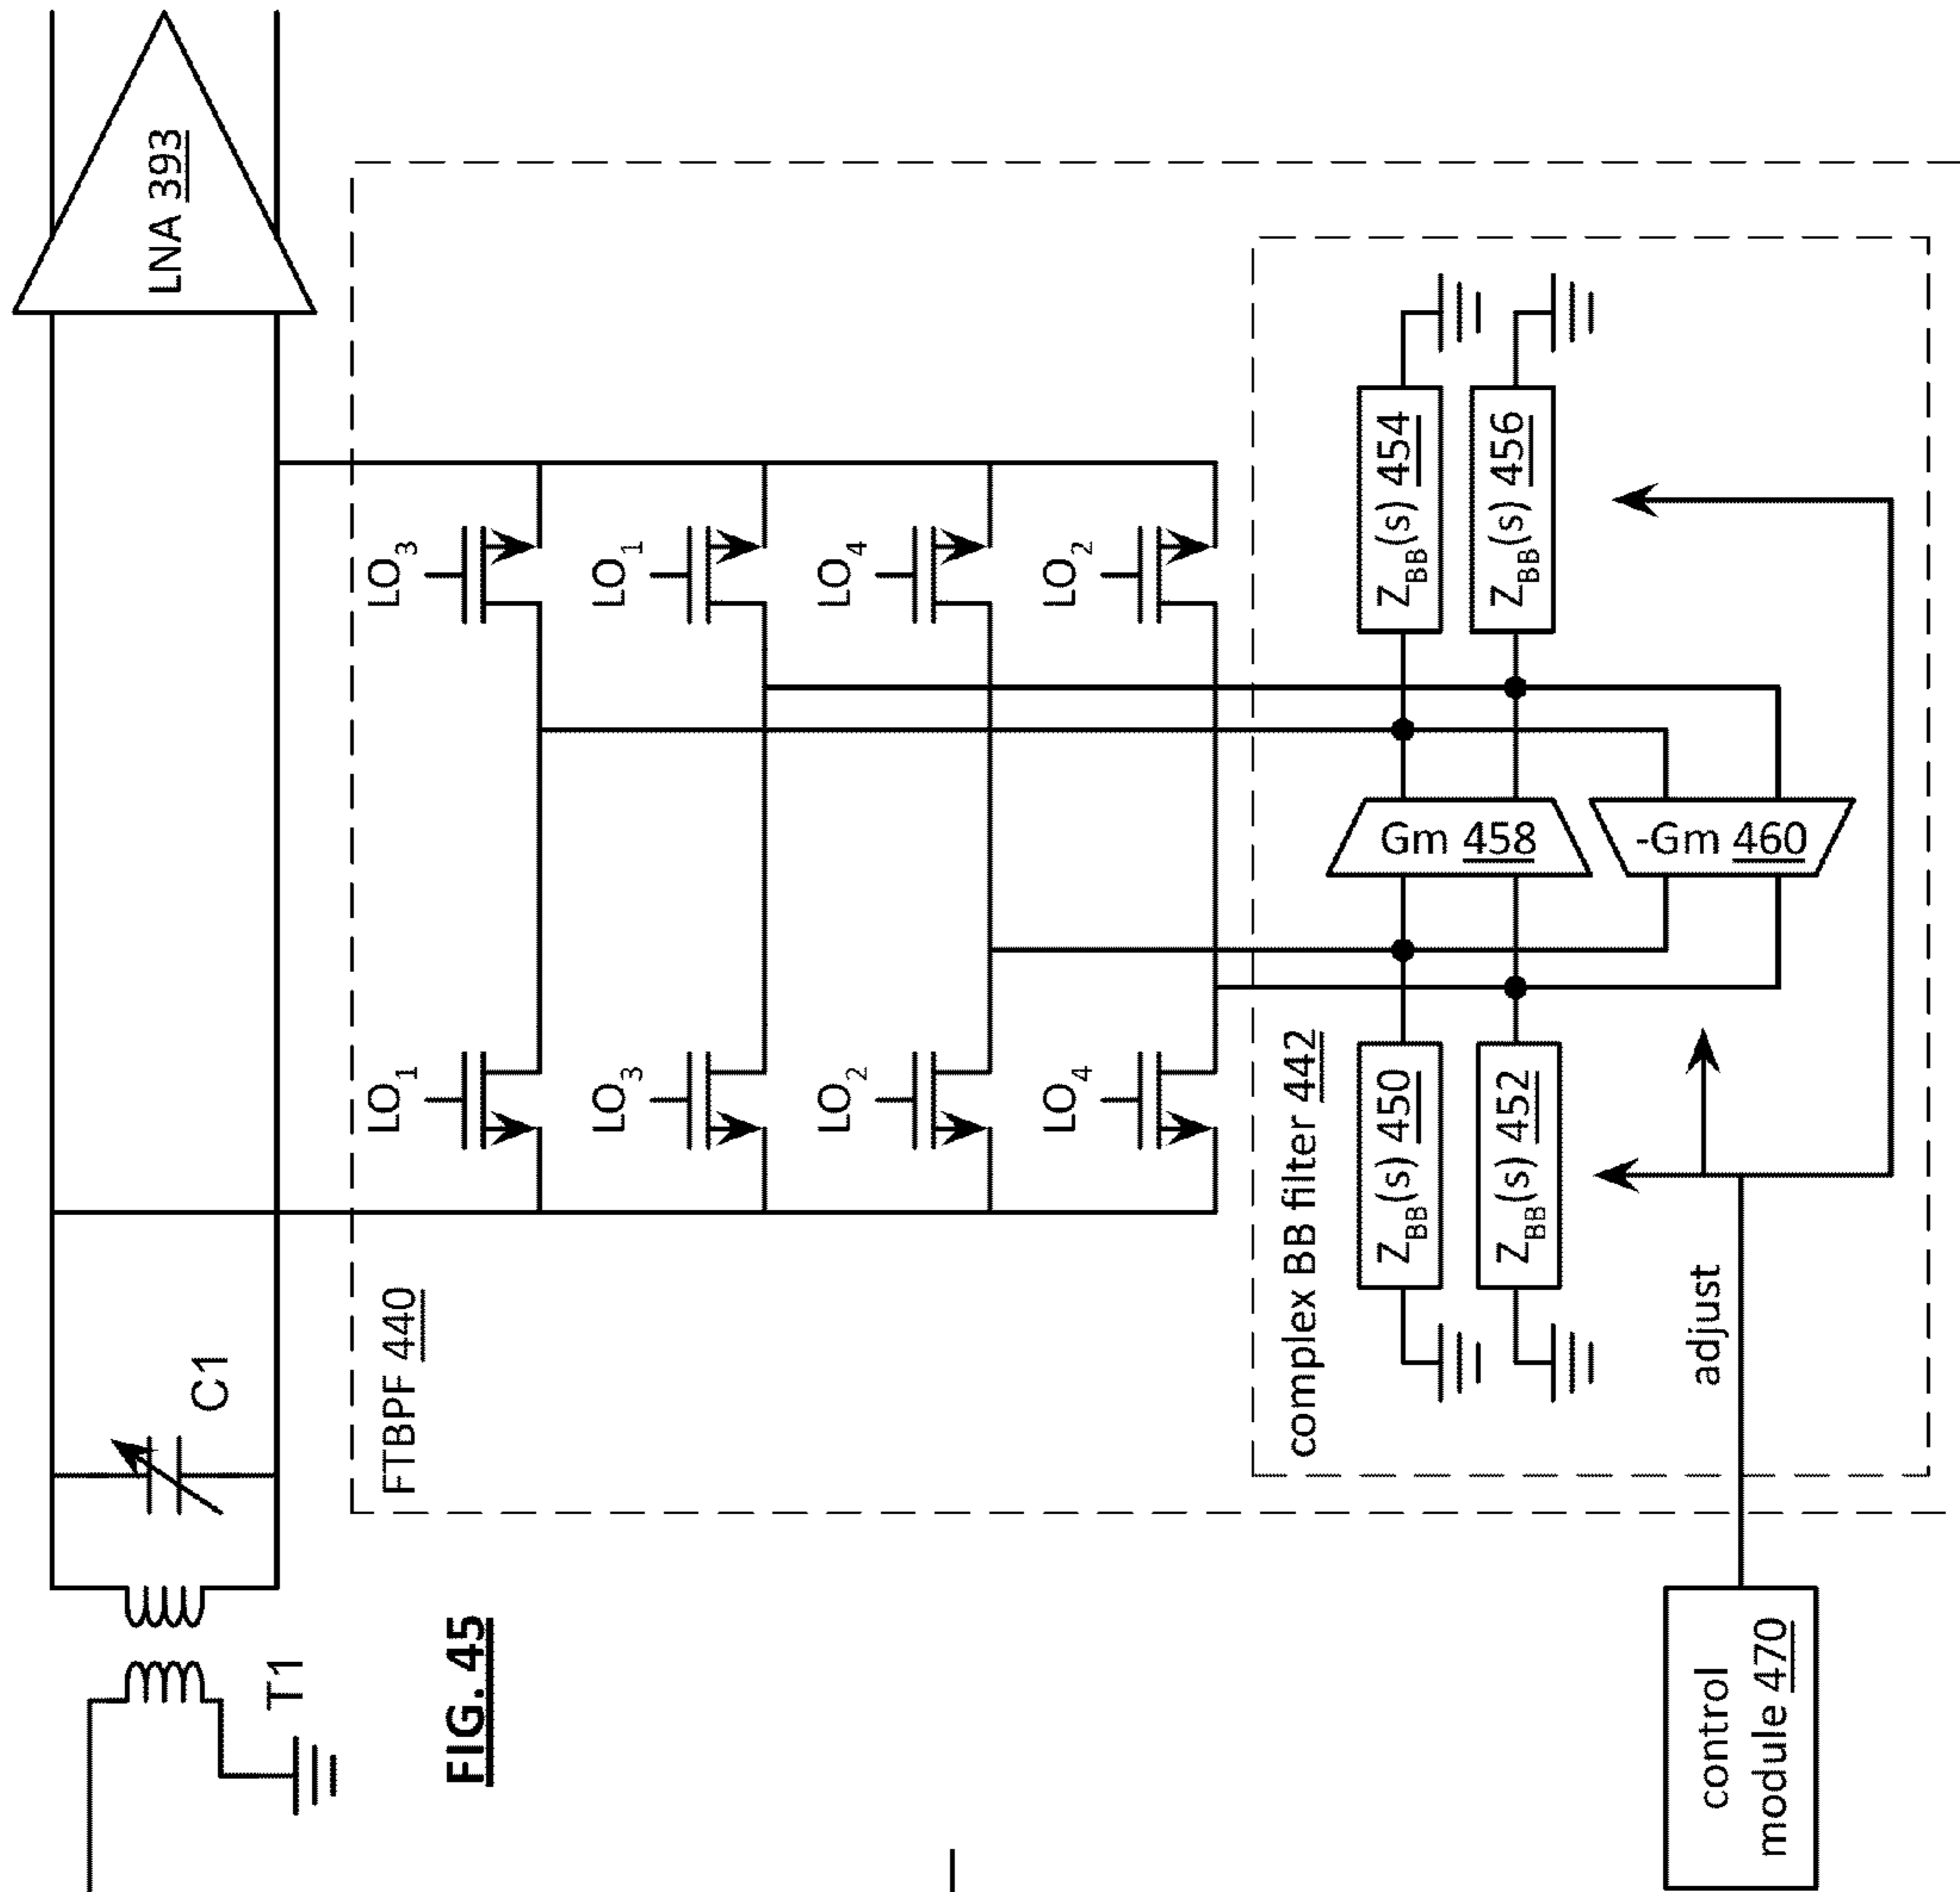 LNA 393
C1
T1
FTBPF 440
LO1
LO3
LO3
LO1
LO2
LO4
LO4
LO2
complex BB filter 442
ZBB(s) 450
ZBB(s) 454
ZBB(s) 452
ZBB(s) 456
Gm 458
-Gm 460
adjust
control
module 470
FIG. 45